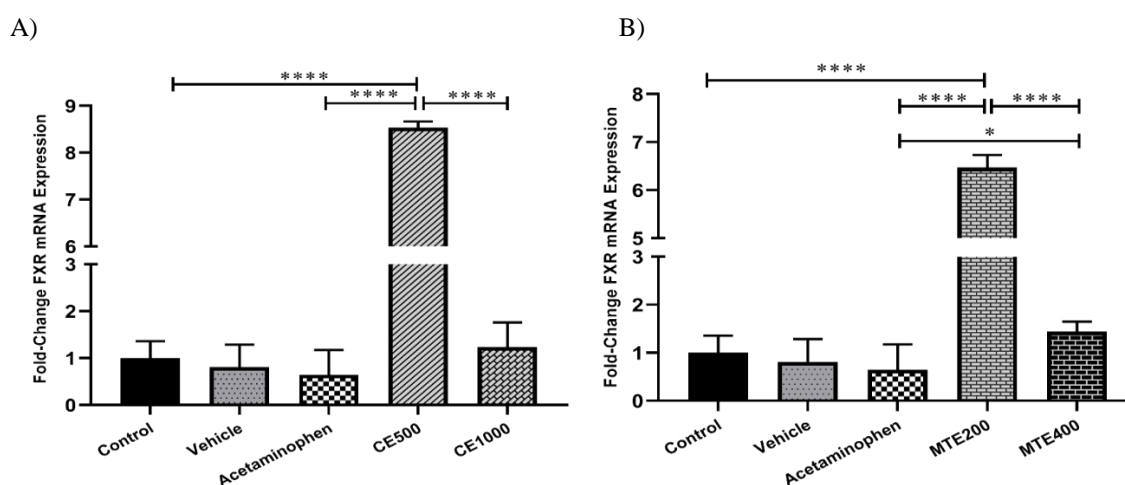 A)
B)
****
****
****
Fold-Change FXR mRNA Expression
9
8
7
6
3
2
1
0
Control
Vehicle
Acetaminophen
CE500
CE1000
****
****
****
*
Fold-Change FXR mRNA Expression
8
7
6
5
3
2
1
0
Control
Vehicle
Acetaminophen
MTE200
MTE400